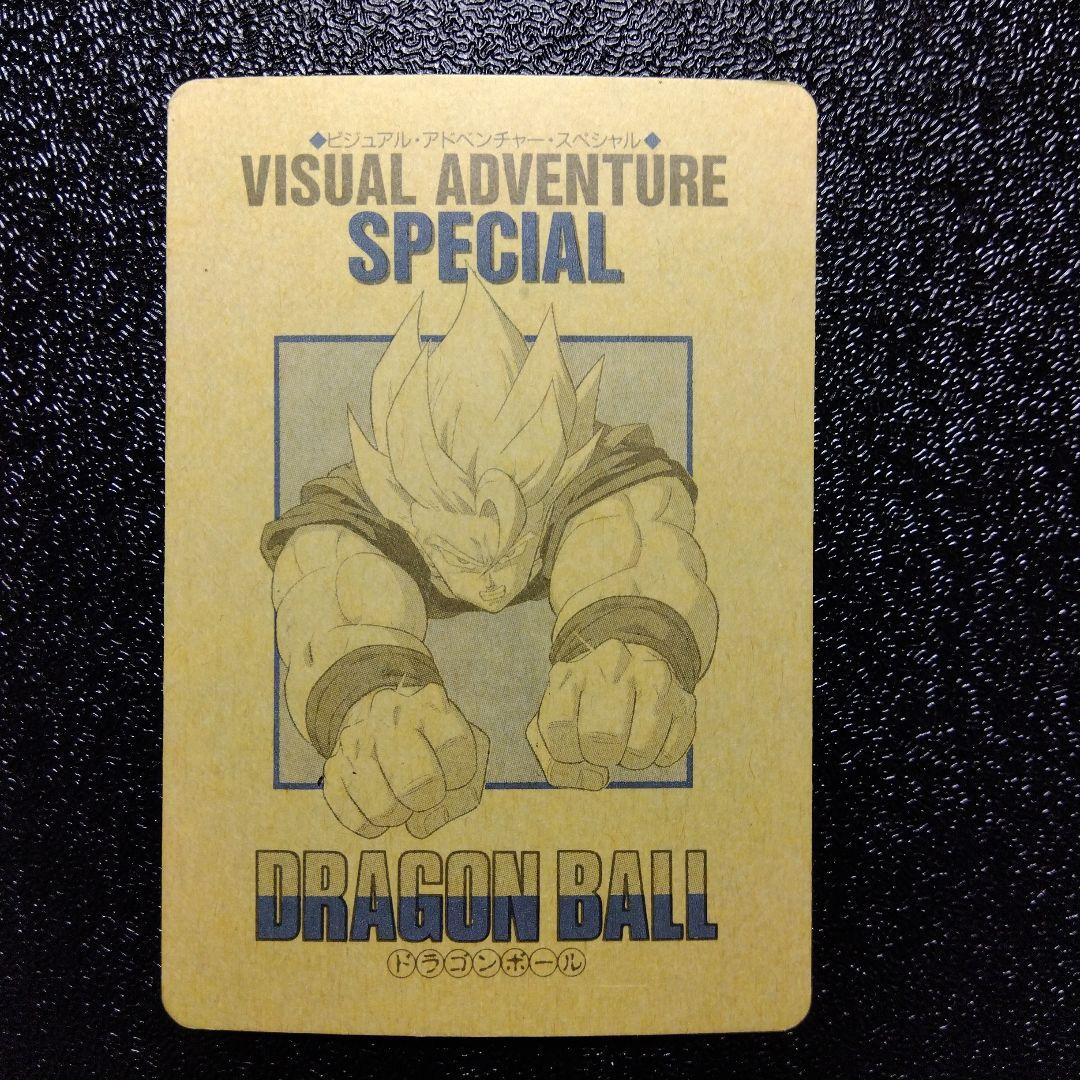 ◆ビジュアル・アドベンチャー・スペシャル◆
VISUAL ADVENTURE
SPECIAL
DRAGON BALL
ドラゴンボール